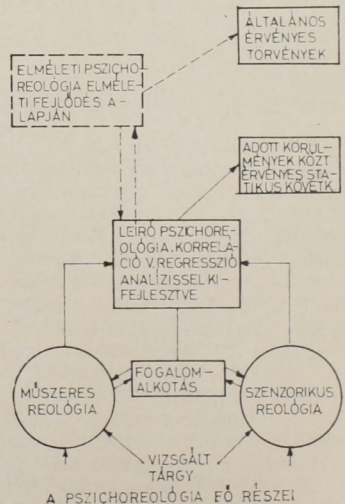 ÁLTALÁNOS
ÉRVÉNYES
TÖRVÉNYEK
ELMÉLETI PSZICHO-
REOLÓGIA ELMÉLE-
TI FEJLŐDÉS A-
LAPJÁN
ADOTT KÖRÜL-
MÉNYEK KÖZT
ÉRVÉNYES STA-
TIKUS KÖVETK.
LEÍRÓ PSZICHORE-
OLÓGIA. KORRELÁ-
CIÓ V. REGRESSZIÓ
ANALÍZISSEL KI-
FEJLESZTVE
FOGALOM-
ALKOTÁS
MŰSZERES
REOLÓGIA
SZENZORIKUS
REOLÓGIA
VIZSGÁLT
TÁRGY
A PSZICHOREOLÓGIA FŐ RÉSZEI